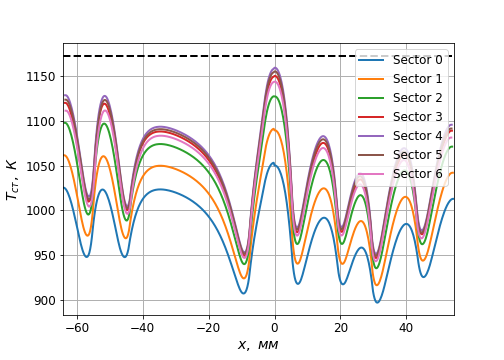 1150
1100
1050
1000
950
900
T_ст, К
Sector 0
Sector 1
Sector 2
Sector 3
Sector 4
Sector 5
Sector 6
−60 −40 −20 0 20 40
x, мм